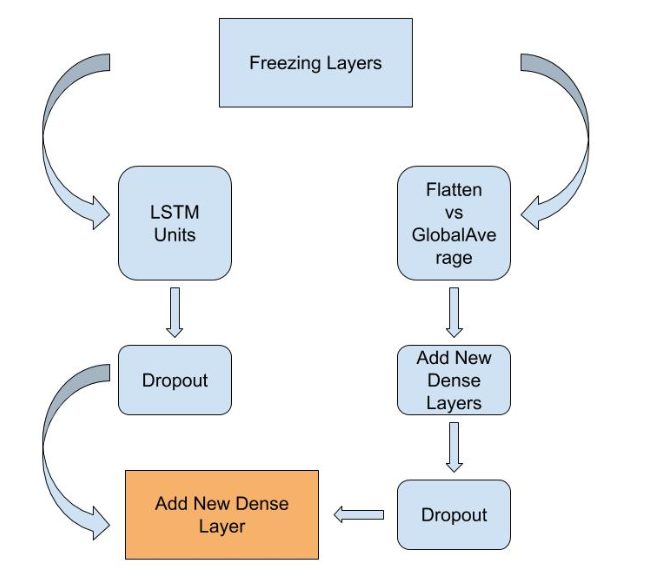 Freezing Layers
LSTM
Units
Flatten
vs
GlobalAve
rage
Dropout
Add New
Dense
Layers
Add New Dense
Layer
Dropout